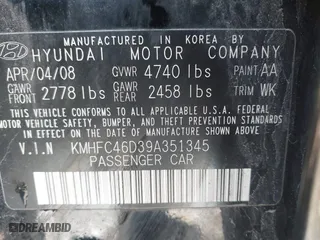 MANUFACTURED IN KOREA
HYUNDAI MOTOR COMPANY
APR/04/08 GVWR 4740 lbs PAINT AA
GAWR FRONT 2778 lbs GAWR REAR 2458 lbs TRIM WK
THIS VEHICLE CONFORMS TO ALL APPLICABLE FEDERAL
MOTOR VEHICLE SAFETY, BUMPER, AND THEFT
PREVENTION STANDARDS IN EFFECT ON THE DATE OF
MANUFACTURE SHOWN ABOVE.
V.I.N KMHFC46D39A351345
PASSENGER CAR
DREAMBID